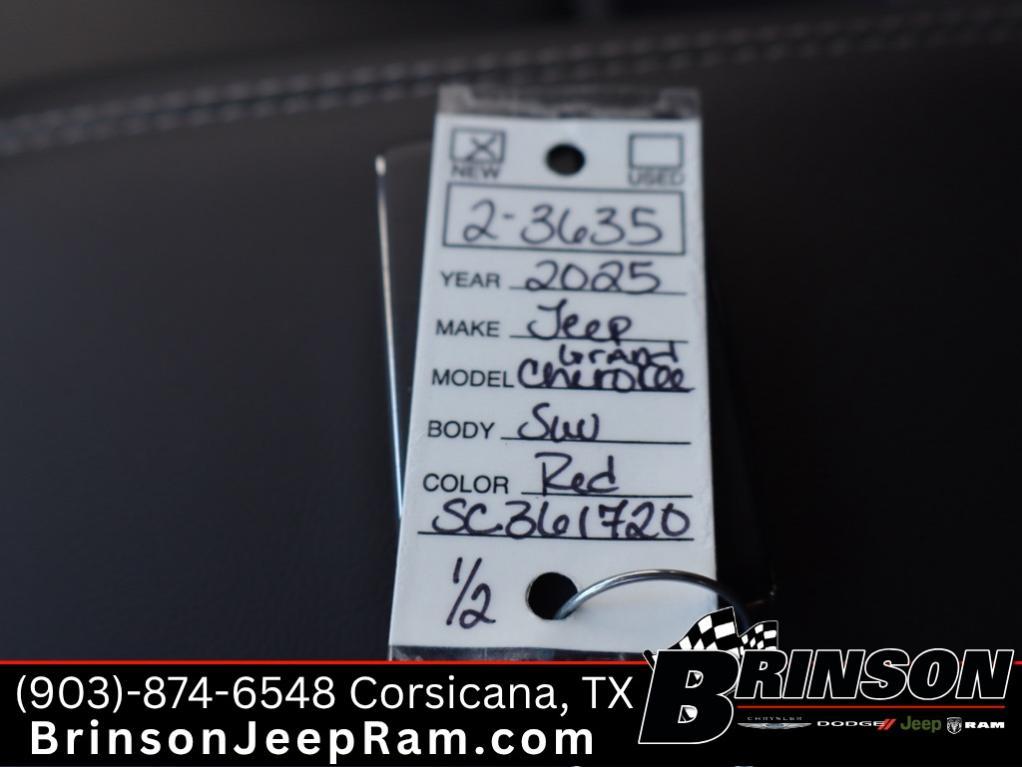 NEW USED
2-3635
YEAR 2025
MAKE Jeep
MODEL Grand Cherokee
BODY Suv
COLOR Red
SC361720
1/2
(903)-874-6548 Corsicana, TX
BrinsonJeepRam.com
BRINSON
CHRYSLER DODGE Jeep RAM